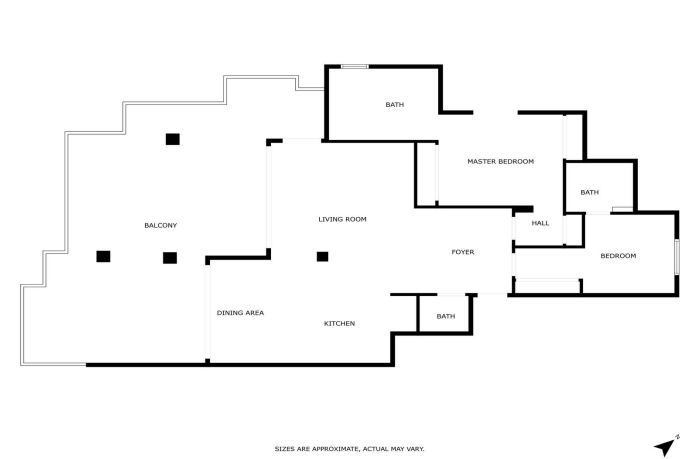 BATH
MASTER BEDROOM
BATH
LIVING ROOM
HALL
BALCONY
FOYER
BEDROOM
DINING AREA
BATH
KITCHEN
SIZES ARE APPROXIMATE, ACTUAL MAY VARY.
N